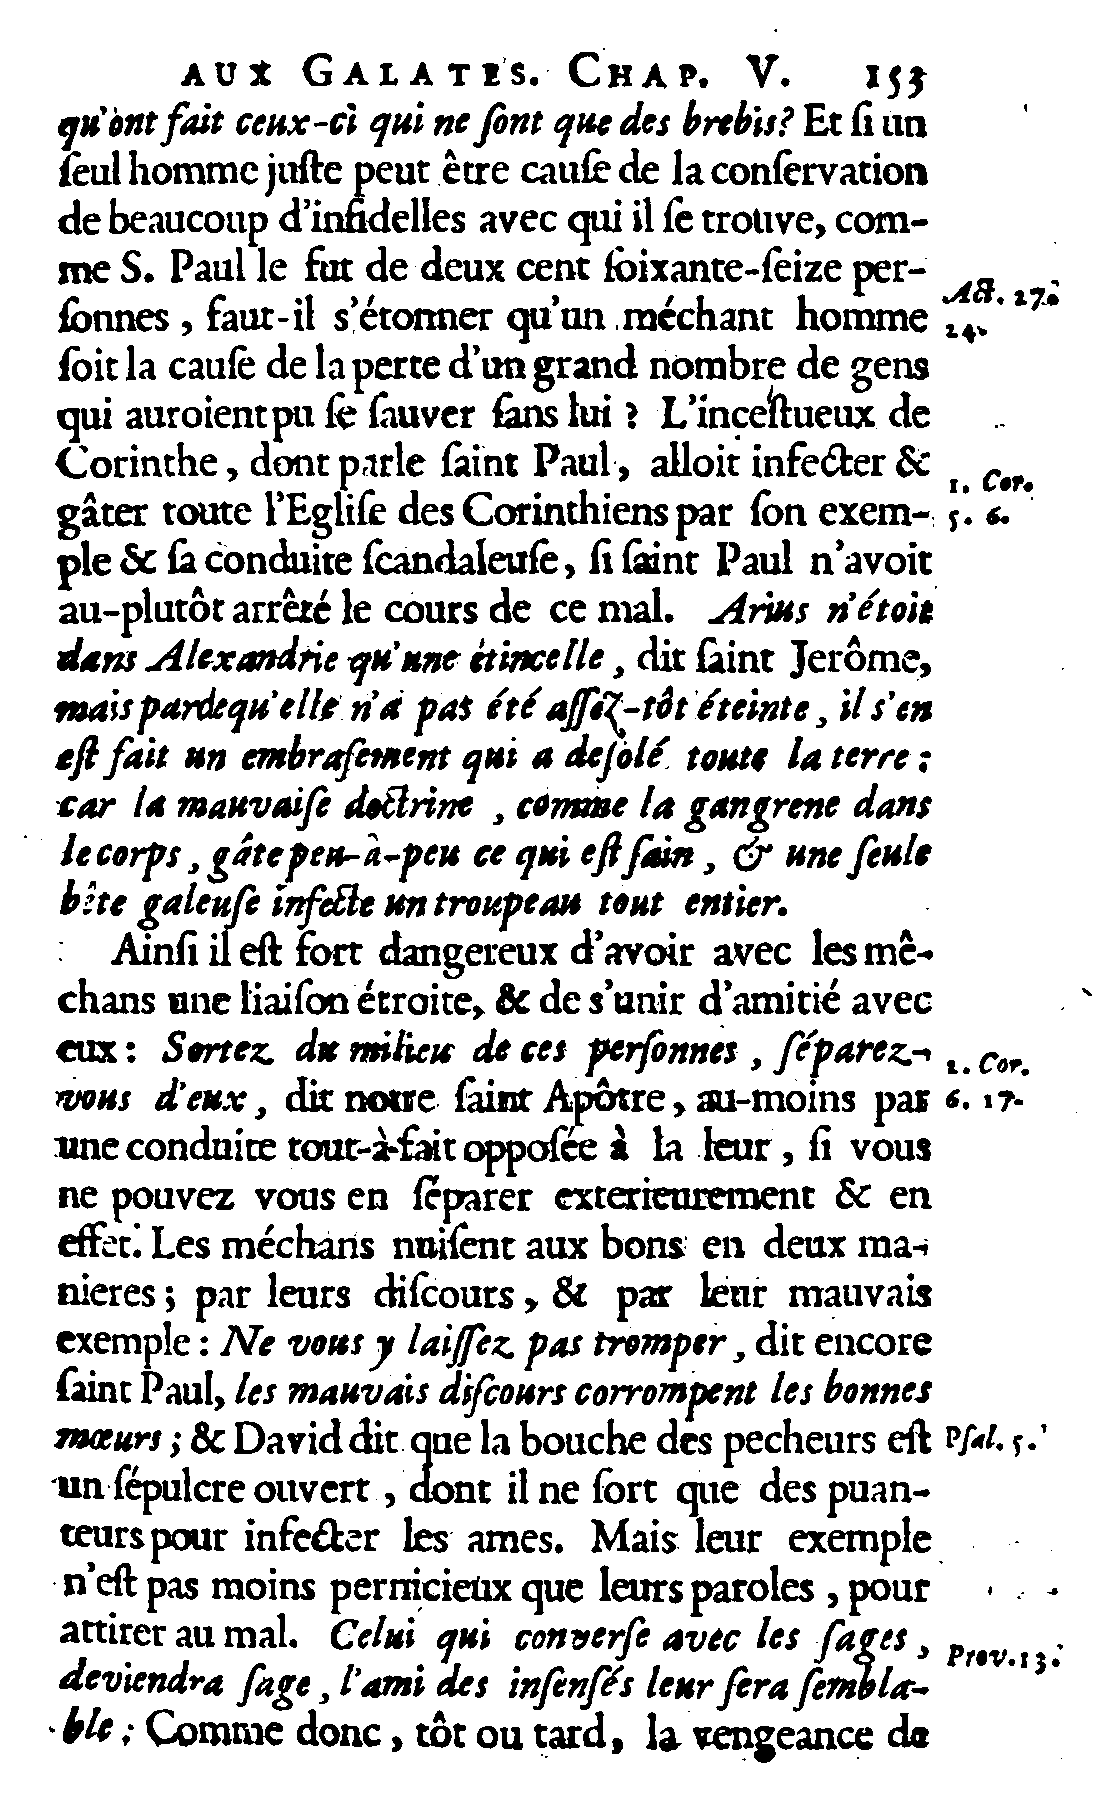 AUX GALATES. CHAP. V. 153
qu'ont fait ceux-ci qui ne ſont que des brebis? Et ſi un
ſeul homme juſte peut être cauſe de la conſervation
de beaucoup d'infidelles avec qui il ſe trouve, com-
me S. Paul le fut de deux cent ſoixante-ſeize per-
ſonnes, faut-il s'étonner qu'un méchant homme
Act. 27.
24.
ſoit la cauſe de la perte d'un grand nombre de gens
qui auroient pu ſe ſauver ſans lui? L'inceſtueux de
Corinthe, dont parle ſaint Paul, alloit infecter &
gâter toute l'Egliſe des Corinthiens par ſon exem-
1. Cor.
5. 6.
ple & ſa conduite ſcandaleuſe, ſi ſaint Paul n'avoit
au-plutôt arrêté le cours de ce mal. Arius n'étoit
dans Alexandrie qu'une étincelle, dit ſaint Jerôme,
mais parcequ'elle n'a pas été aſſez-tôt éteinte, il s'en
eſt fait un embraſement qui a deſolé toute la terre;
car la mauvaiſe doctrine, comme la gangrene dans
le corps, gâte peu-à-peu ce qui eſt ſain, & une ſeule
bête galeuſe infecte un troupeau tout entier.
Ainſi il eſt fort dangereux d'avoir avec les mê-
chans une liaiſon étroite, & de s'unir d'amitié avec
eux: Sortez du milieu de ces perſonnes, ſéparez-
vous d'eux, dit notre ſaint Apôtre, au-moins par
2. Cor.
6. 17.
une conduite tout-à-fait oppoſée à la leur, ſi vous
ne pouvez vous en ſéparer exterieurement & en
effet. Les méchans nuiſent aux bons en deux ma-
nieres; par leurs diſcours, & par leur mauvais
exemple: Ne vous y laiſſez pas tromper, dit encore
ſaint Paul, les mauvais diſcours corrompent les bonnes
mœurs; & David dit que la bouche des pecheurs eſt
Pſal. 5.
un ſépulcre ouvert, dont il ne ſort que des puan-
teurs pour infecter les ames. Mais leur exemple
n'eſt pas moins pernicieux que leurs paroles, pour
attirer au mal. Celui qui converſe avec les ſages,
Prov. 13.
deviendra ſage, l'ami des inſenſés leur ſera ſembla-
ble; Comme donc, tôt ou tard, la vengeance de